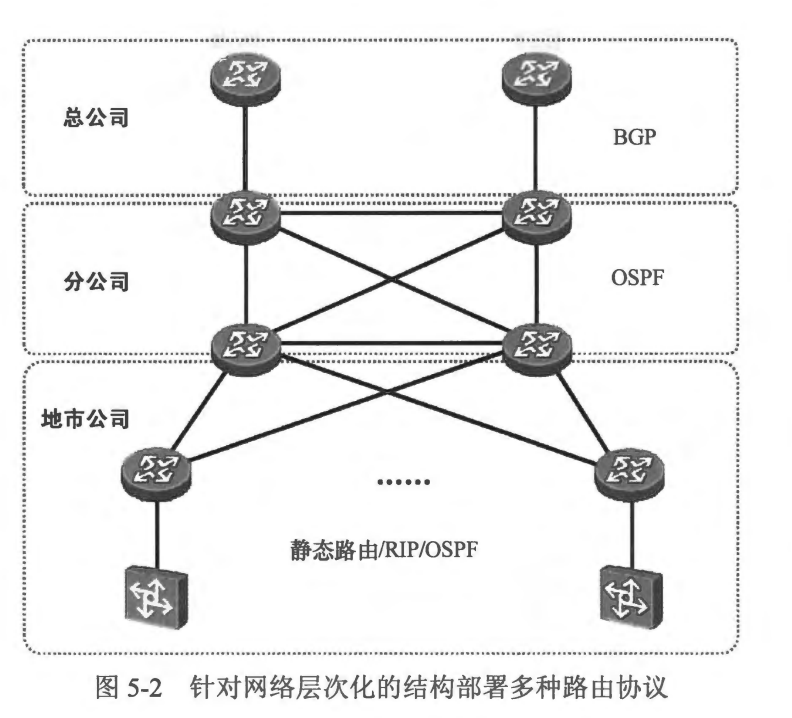 总公司
BGP
分公司
OSPF
地市公司
......
静态路由/RIP/OSPF
图 5-2 针对网络层次化的结构部署多种路由协议